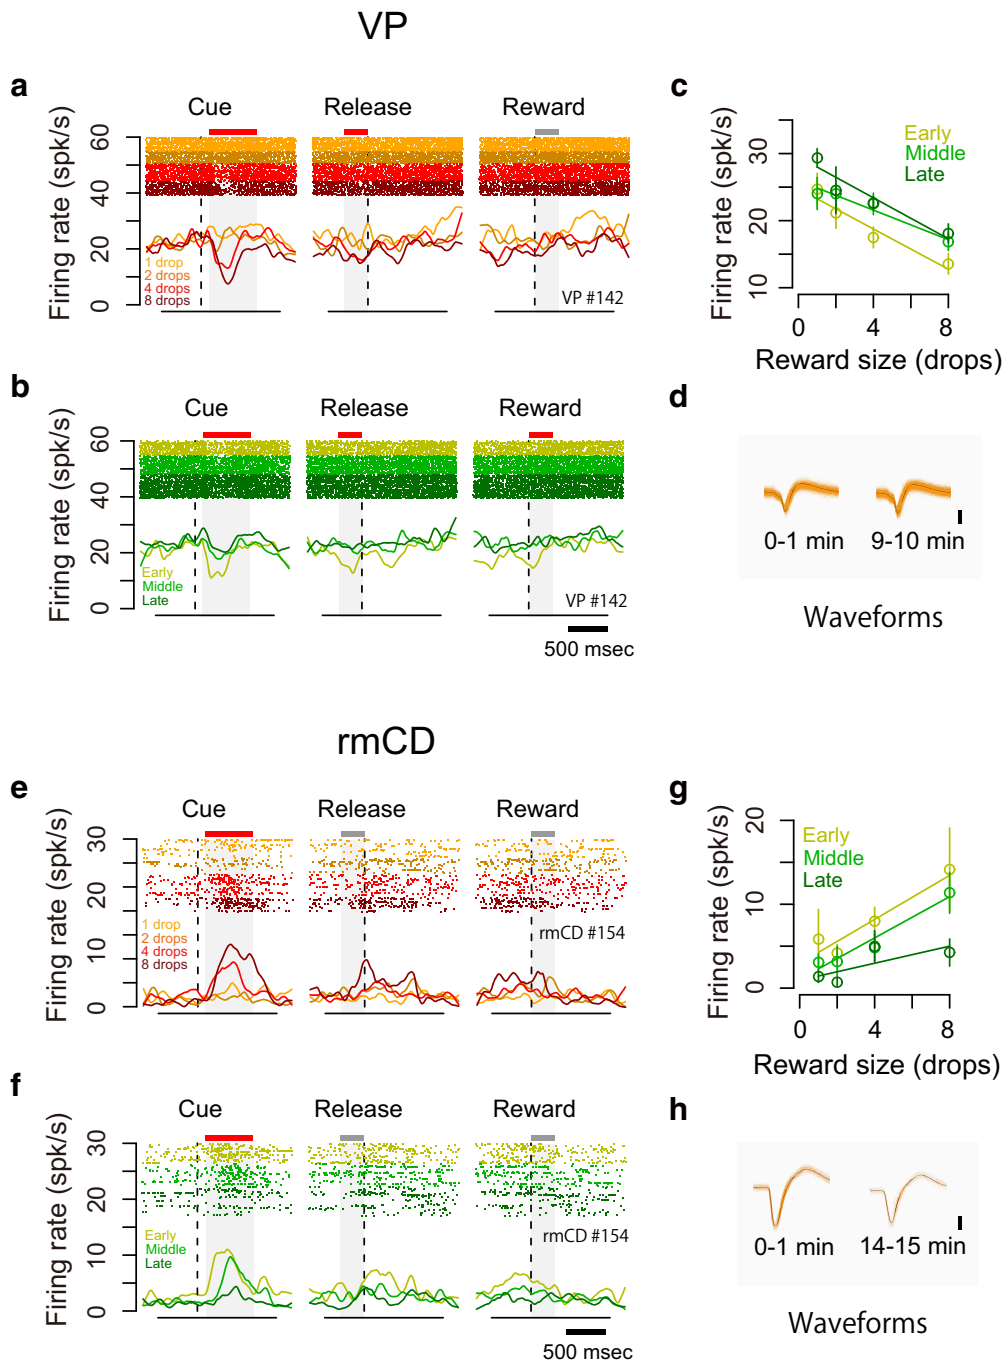 VP
a
Cue Release Reward
Firing rate (spk/s)
60
40
20
0
1 drop
2 drops
4 drops
8 drops
VP #142
c
Firing rate (spk/s)
30
20
10
Early
Middle
Late
0 4 8
Reward size (drops)
b
Cue Release Reward
Firing rate (spk/s)
60
40
20
0
Early
Middle
Late
VP #142
500 msec
d
0-1 min 9-10 min
Waveforms
rmCD
e
Cue Release Reward
Firing rate (spk/s)
30
20
10
0
1 drop
2 drops
4 drops
8 drops
rmCD #154
g
Firing rate (spk/s)
20
10
0
Early
Middle
Late
0 4 8
Reward size (drops)
f
Cue Release Reward
Firing rate (spk/s)
30
20
10
0
Early
Middle
Late
rmCD #154
500 msec
h
0-1 min 14-15 min
Waveforms